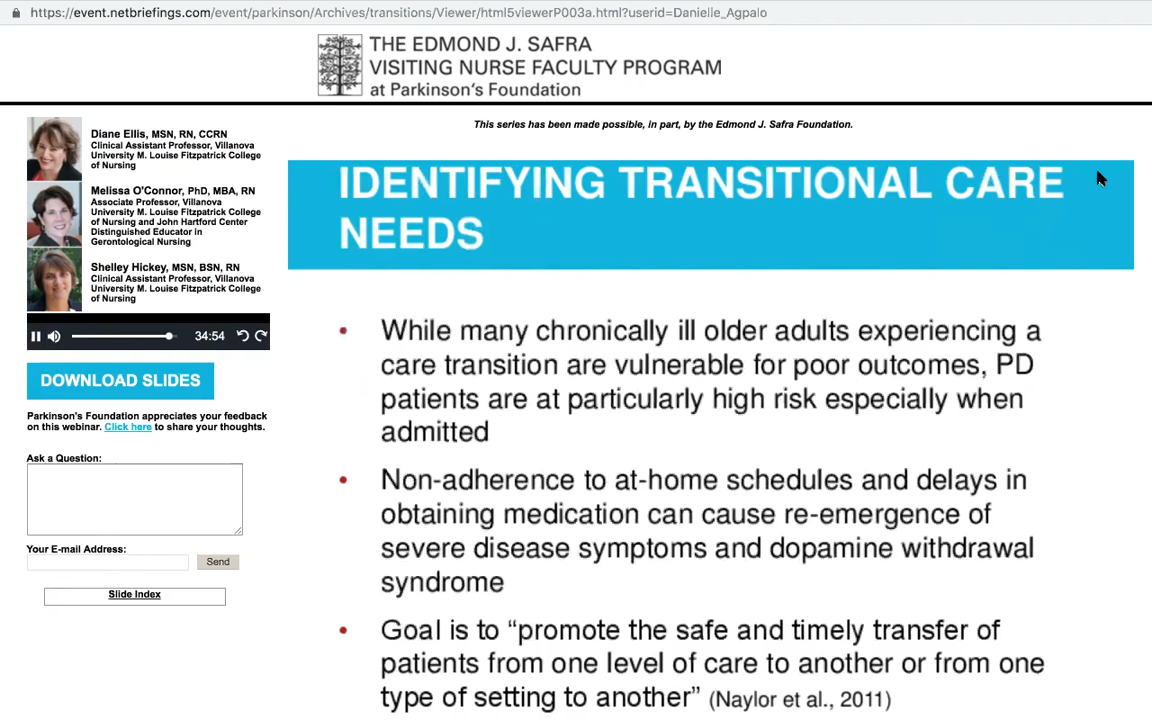 https://event.netbriefings.com/event/parkinson/Archives/transitions/Viewer/html5viewerP003a.html?userid=Danielle_Agpalo
THE EDMOND J. SAFRA
VISITING NURSE FACULTY PROGRAM
at Parkinson's Foundation
This series has been made possible, in part, by the Edmond J. Safra Foundation.
Diane Ellis, MSN, RN, CCRN
Clinical Assistant Professor, Villanova
University M. Louise Fitzpatrick College
of Nursing
Melissa O'Connor, PhD, MBA, RN
Associate Professor, Villanova
University M. Louise Fitzpatrick College
of Nursing and John Hartford Center
Distinguished Educator in
Gerontological Nursing
Shelley Hickey, MSN, BSN, RN
Clinical Assistant Professor, Villanova
University M. Louise Fitzpatrick College
of Nursing
34:54
DOWNLOAD SLIDES
Parkinson's Foundation appreciates your feedback
on this webinar. Click here to share your thoughts.
Ask a Question:
Your E-mail Address:
Send
Slide Index
IDENTIFYING TRANSITIONAL CARE
NEEDS
• While many chronically ill older adults experiencing a
care transition are vulnerable for poor outcomes, PD
patients are at particularly high risk especially when
admitted
• Non-adherence to at-home schedules and delays in
obtaining medication can cause re-emergence of
severe disease symptoms and dopamine withdrawal
syndrome
• Goal is to “promote the safe and timely transfer of
patients from one level of care to another or from one
type of setting to another” (Naylor et al., 2011)